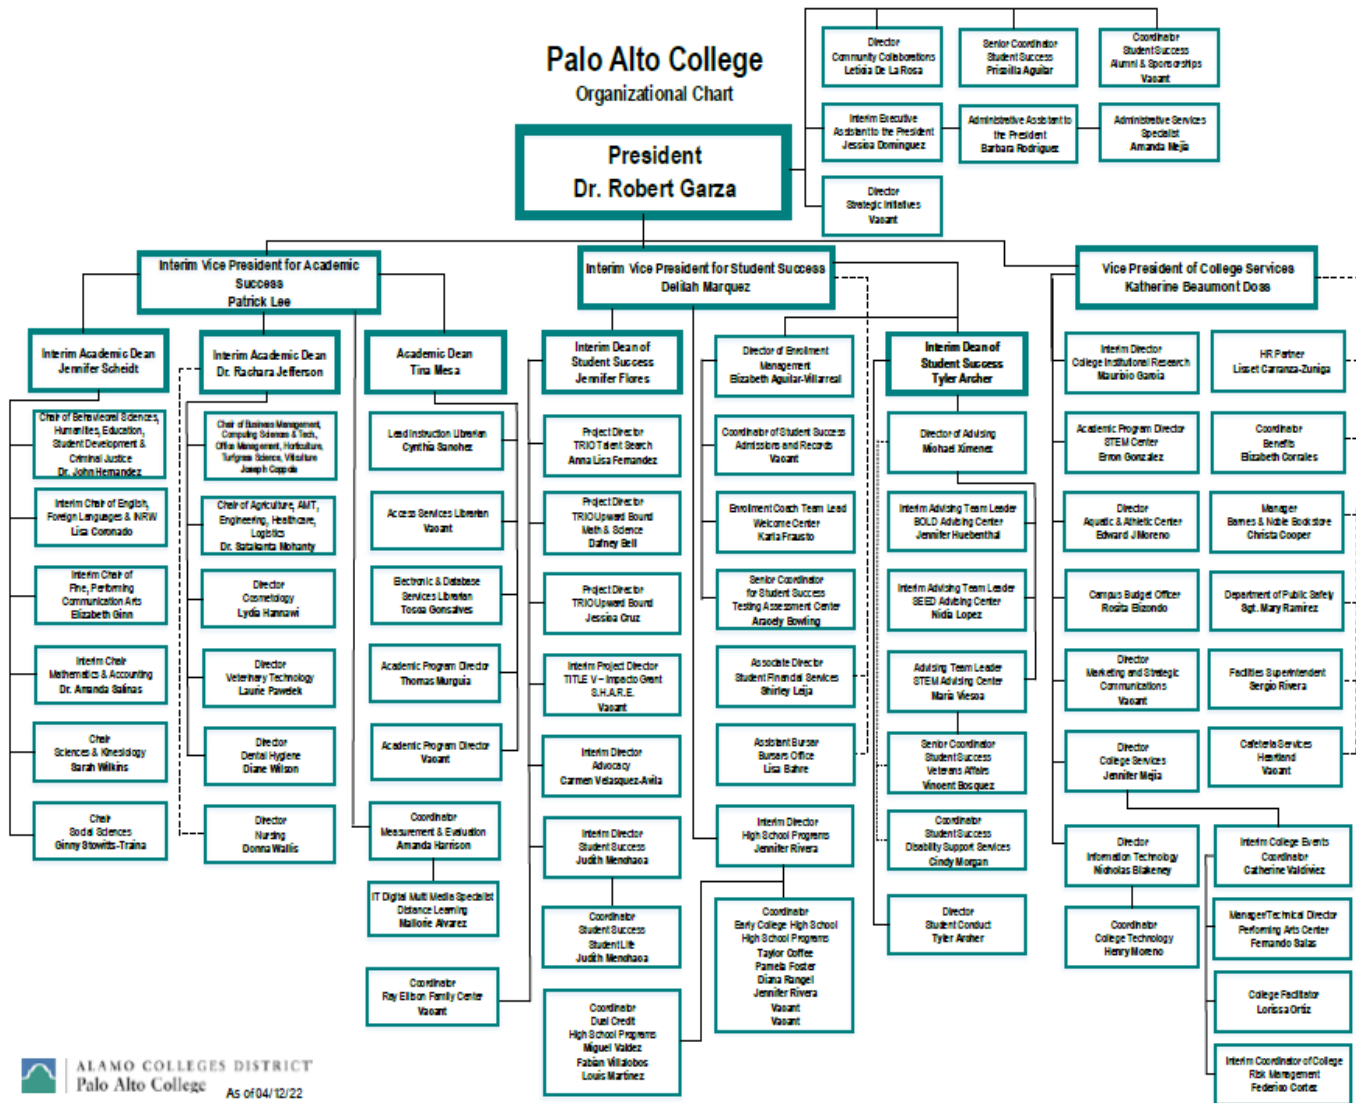 Palo Alto College
Organizational Chart
President
Dr. Robert Garza
Director
Community Collaborations
Leticia De La Rosa
Senior Coordinator
Student Success
Priscilla Aguilar
Coordinator
Student Success
Alumni & Sponsorships
Vacant
Interim Executive
Assistant to the President
Jessica Dominguez
Administrative Assistant to
the President
Barbara Rodriguez
Administrative Services
Specialist
Amanda Mejia
Director
Strategic Initiatives
Vacant
Interim Vice President for Academic
Success
Patrick Lee
Interim Vice President for Student Success
Delilah Marquez
Vice President of College Services
Katherine Beaumont Doss
Interim Academic Dean
Jennifer Scheidt
Chair of Behavioral Sciences,
Humanities, Education,
Student Development &
Criminal Justice
Dr. John Hernandez
Interim Chair of English,
Foreign Languages & INRW
Lisa Coronado
Interim Chair of
Fine, Performing
Communication Arts
Elizabeth Ginn
Interim Chair
Mathematics & Accounting
Dr. Amanda Salinas
Chair
Sciences & Kinesiology
Sarah Wilkins
Chair
Social Sciences
Ginny Stowitts-Traina
Interim Academic Dean
Dr. Rachara Jefferson
Chair of Business Management,
Computing Sciences & Tech,
Office Management, Horticulture,
Turfgrass Science, Viticulture
Joseph Coppola
Chair of Agriculture, AMT,
Engineering, Healthcare,
Logistics
Dr. Satakanta Mohanty
Director
Cosmetology
Lydia Hannawi
Director
Veterinary Technology
Laurie Pawelek
Director
Dental Hygiene
Diane Wilson
Director
Nursing
Donna Wallis
Academic Dean
Tina Mesa
Lead Instruction Librarian
Cynthia Sanchez
Access Services Librarian
Vacant
Electronic & Database
Services Librarian
Tosca Gonsalves
Academic Program Director
Thomas Murguia
Academic Program Director
Vacant
Coordinator
Measurement & Evaluation
Amanda Harrison
IT Digital Multi Media Specialist
Distance Learning
Mallorie Alvarez
Coordinator
Ray Ellison Family Center
Vacant
Interim Dean of
Student Success
Jennifer Flores
Project Director
TRIO Talent Search
Anna Lisa Fernandez
Project Director
TRIO Upward Bound
Math & Science
Dafney Bell
Project Director
TRIO Upward Bound
Jessica Cruz
Interim Project Director
TITLE V – Impacto Grant
S.H.A.R.E.
Vacant
Interim Director
Advocacy
Carmen Velasquez-Avila
Interim Director
Student Success
Judith Menchaca
Coordinator
Student Success
Student Life
Judith Menchaca
Coordinator
Dual Credit
High School Programs
Miguel Valdez
Fabian Villalobos
Louis Martinez
Director of Enrollment
Management
Elizabeth Aguilar-Villarreal
Coordinator of Student Success
Admissions and Records
Vacant
Enrollment Coach Team Lead
Welcome Center
Karla Frausto
Senior Coordinator
for Student Success
Testing Assessment Center
Aracely Bowling
Associate Director
Student Financial Services
Shirley Leija
Assistant Bursar
Bursars Office
Lisa Bahre
Interim Director
High School Programs
Jennifer Rivera
Coordinator
Early College High School
High School Programs
Taylor Coffee
Pamela Foster
Diana Rangel
Jennifer Rivera
Vacant
Vacant
Interim Dean of
Student Success
Tyler Archer
Director of Advising
Michael Ximenez
Interim Advising Team Leader
BOLD Advising Center
Jennifer Huebenthal
Interim Advising Team Leader
SEED Advising Center
Nidia Lopez
Advising Team Leader
STEM Advising Center
Maria Viesca
Senior Coordinator
Student Success
Veterans Affairs
Vincent Bosquez
Coordinator
Student Success
Disability Support Services
Cindy Morgan
Director
Student Conduct
Tyler Archer
Interim Director
College Institutional Research
Mauricio Garcia
Academic Program Director
STEM Center
Erron Gonzalez
Director
Aquatic & Athletic Center
Edward J Moreno
Campus Budget Officer
Rosita Elizondo
Director
Marketing and Strategic
Communications
Vacant
Director
College Services
Jennifer Mejia
Director
Information Technology
Nicholas Blakeney
Coordinator
College Technology
Henry Moreno
HR Partner
Lisset Carranza-Zuniga
Coordinator
Benefits
Elizabeth Corrales
Manager
Barnes & Noble Bookstore
Christa Cooper
Department of Public Safety
Sgt. Mary Ramirez
Facilities Superintendent
Sergio Rivera
Cafeteria Services
Heartland
Vacant
Interim College Events
Coordinator
Catherine Valdiviez
Manager/Technical Director
Performing Arts Center
Fernando Salas
College Facilitator
Lorissa Ortiz
Interim Coordinator of College
Risk Management
Federico Cortez
ALAMO COLLEGES DISTRICT
Palo Alto College
As of 04/12/22